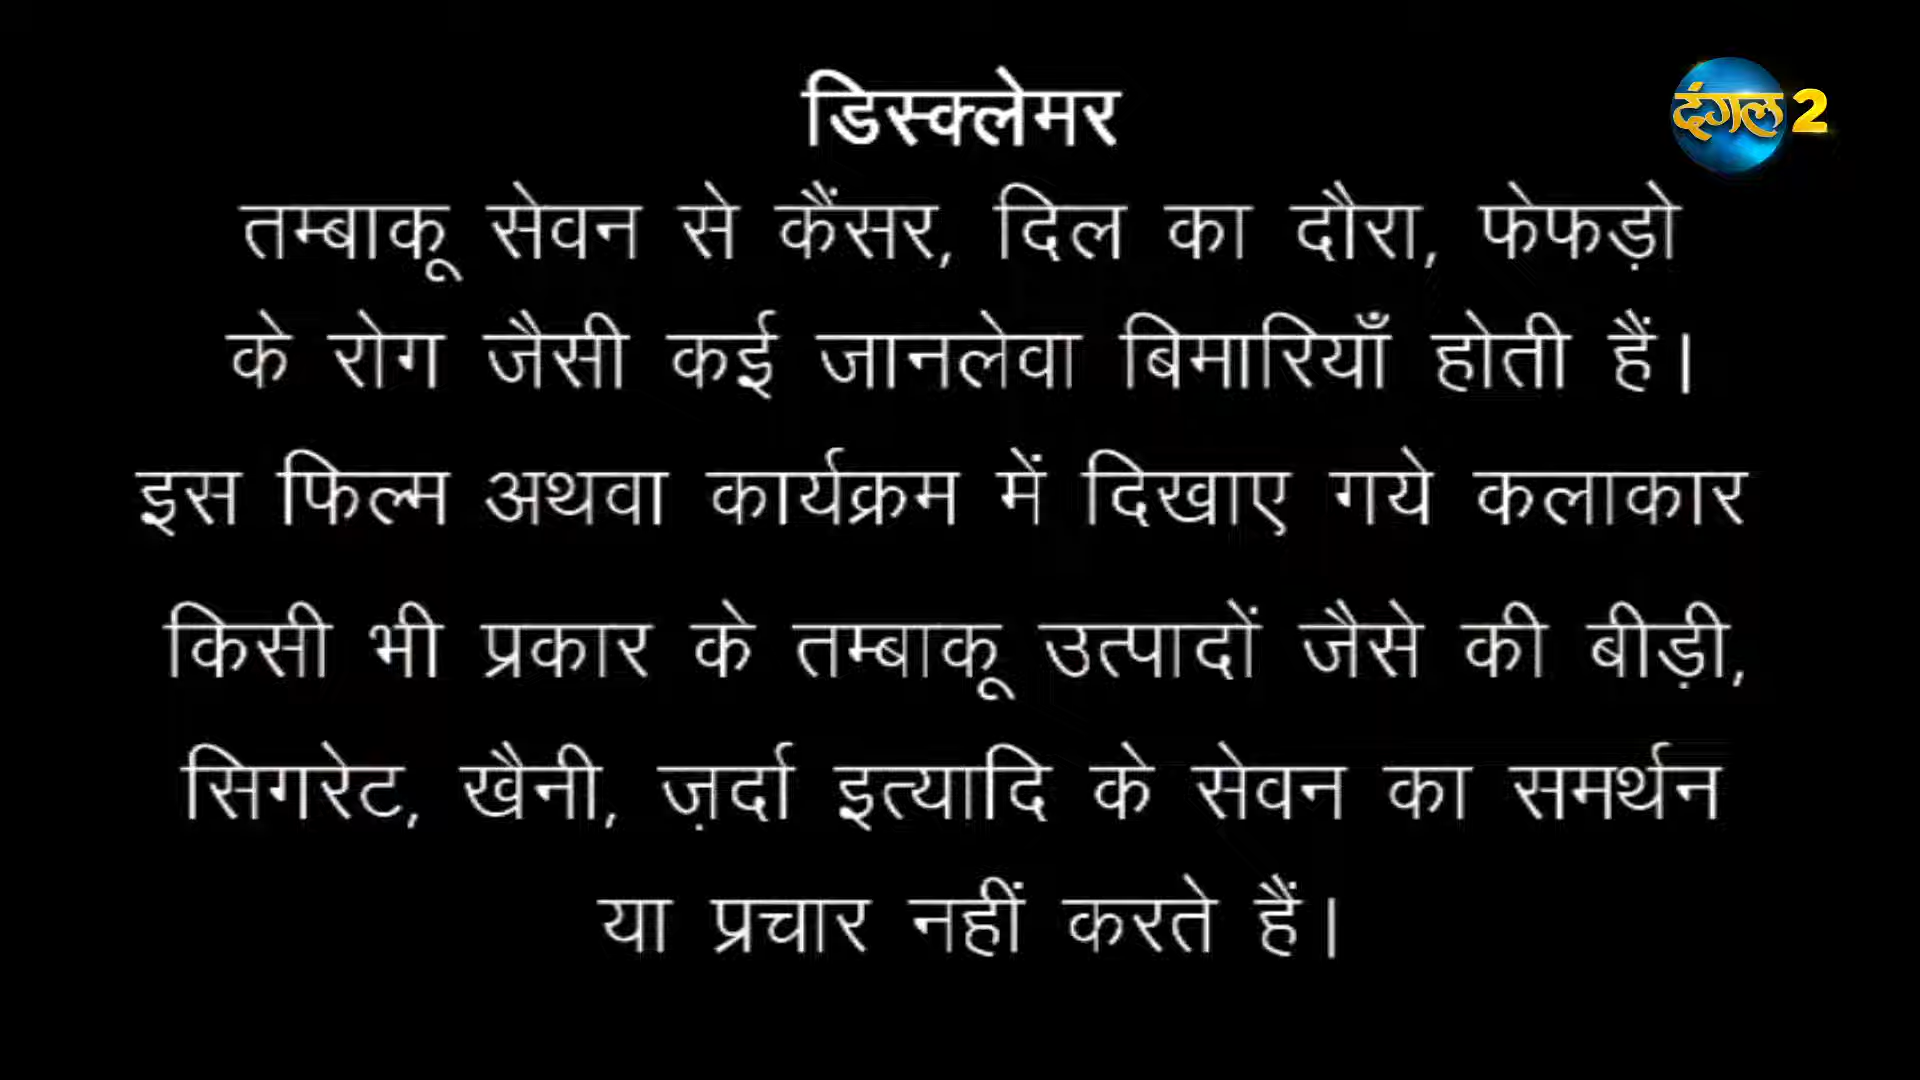 डिस्क्लेमर
दंगल 2
तम्बाकू सेवन से कैंसर, दिल का दौरा, फेफड़ो
के रोग जैसी कई जानलेवा बिमारियाँ होती हैं।
इस फिल्म अथवा कार्यक्रम में दिखाए गये कलाकार
किसी भी प्रकार के तम्बाकू उत्पादों जैसे की बीड़ी,
सिगरेट, खैनी, ज़र्दा इत्यादि के सेवन का समर्थन
या प्रचार नहीं करते हैं।